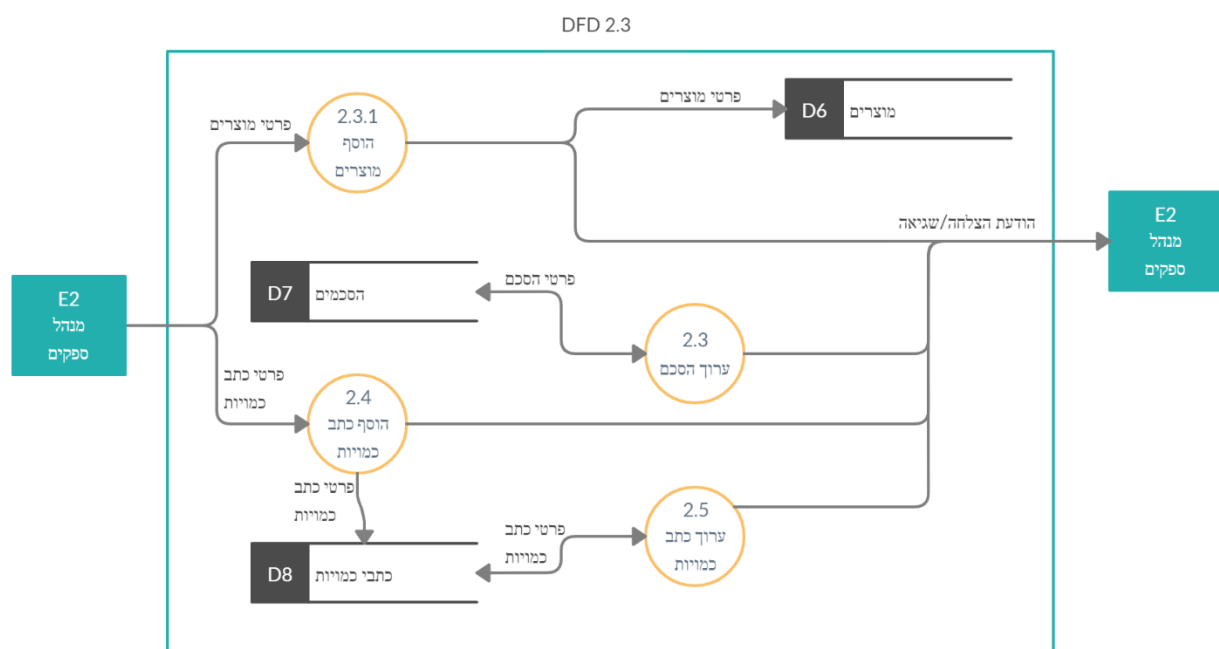 DFD 2.3
פרטי מוצרים
D6
מוצרים
2.3.1
הוסף
מוצרים
פרטי מוצרים
הודעת הצלחה/שגיאה
E2
מנהל
ספקים
פרטי הסכם
D7
הסכמים
E2
מנהל
ספקים
2.3
ערוך הסכם
פרטי כתב
כמויות
2.4
הוסף כתב
כמויות
פרטי כתב
כמויות
2.5
ערוך כתב
כמויות
פרטי כתב
כמויות
D8
כתבי כמויות